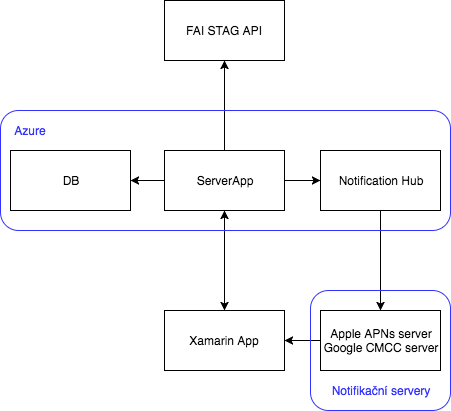 FAI STAG API
Azure
DB
ServerApp
Notification Hub
Xamarin App
Apple APNs server
Google CMCC server
Notifikační servery